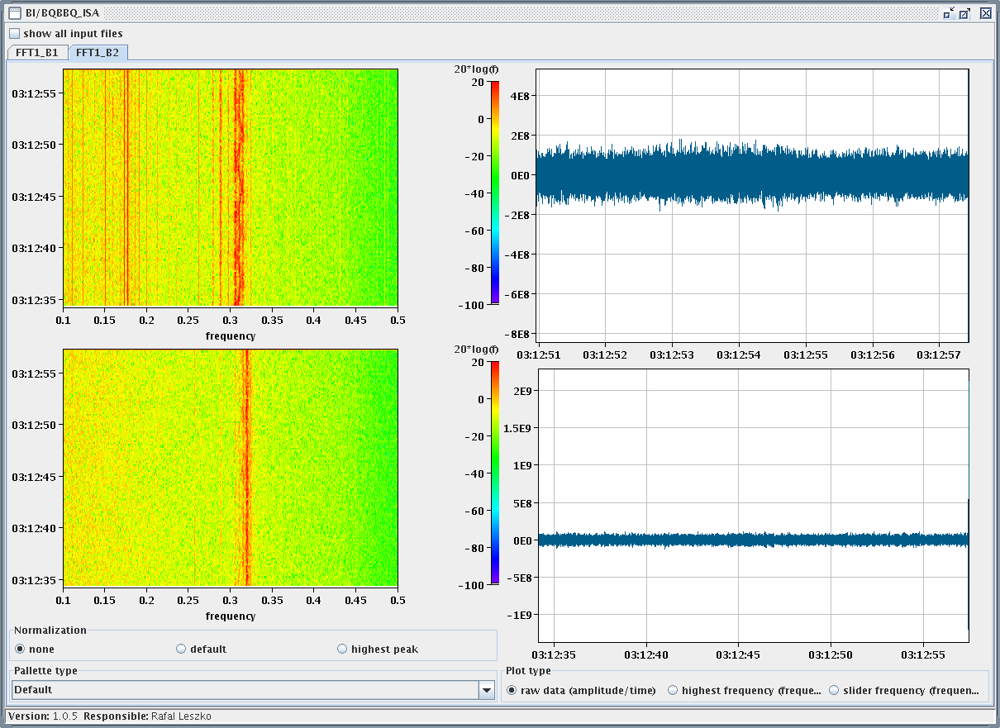 BI/BQBBQ_ISA
show all input files
FFT1_B1 FFT1_B2
20*log(f)
03:12:55
03:12:50
03:12:45
03:12:40
03:12:35
0.1 0.15 0.2 0.25 0.3 0.35 0.4 0.45 0.5
frequency
20
0
-20
-40
-60
-80
-100
4E8
2E8
0E0
-2E8
-4E8
-6E8
-8E8
03:12:51 03:12:52 03:12:53 03:12:54 03:12:55 03:12:56 03:12:57
20*log(f)
03:12:55
03:12:50
03:12:45
03:12:40
03:12:35
0.1 0.15 0.2 0.25 0.3 0.35 0.4 0.45 0.5
frequency
20
0
-20
-40
-60
-80
-100
2E9
1.5E9
1E9
5E8
0E0
-5E8
-1E9
03:12:35 03:12:40 03:12:45 03:12:50 03:12:55
Normalization
none default highest peak
Pallette type
Default
Plot type
raw data (amplitude/time) highest frequency (freque... slider frequency (frequen...
Version: 1.0.5 Responsible: Rafal Leszko